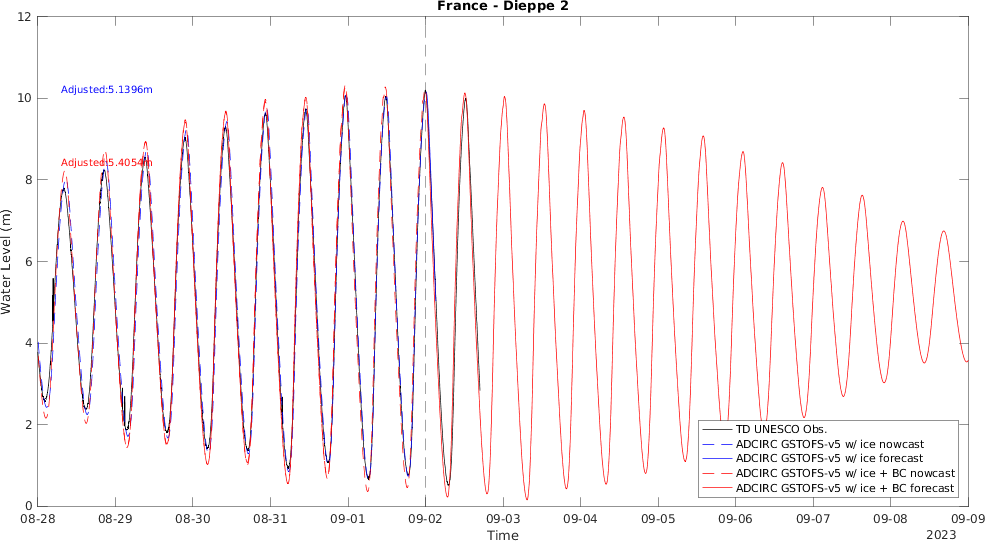 France - Dieppe 2
12
10
8
6
4
2
0
Water Level (m)
Adjusted:5.1396m
Adjusted:5.4054m
TD UNESCO Obs.
ADCIRC GSTOFS-v5 w/ ice nowcast
ADCIRC GSTOFS-v5 w/ ice forecast
ADCIRC GSTOFS-v5 w/ ice + BC nowcast
ADCIRC GSTOFS-v5 w/ ice + BC forecast
08-28 08-29 08-30 08-31 09-01 09-02 09-03 09-04 09-05 09-06 09-07 09-08 09-09
Time
2023